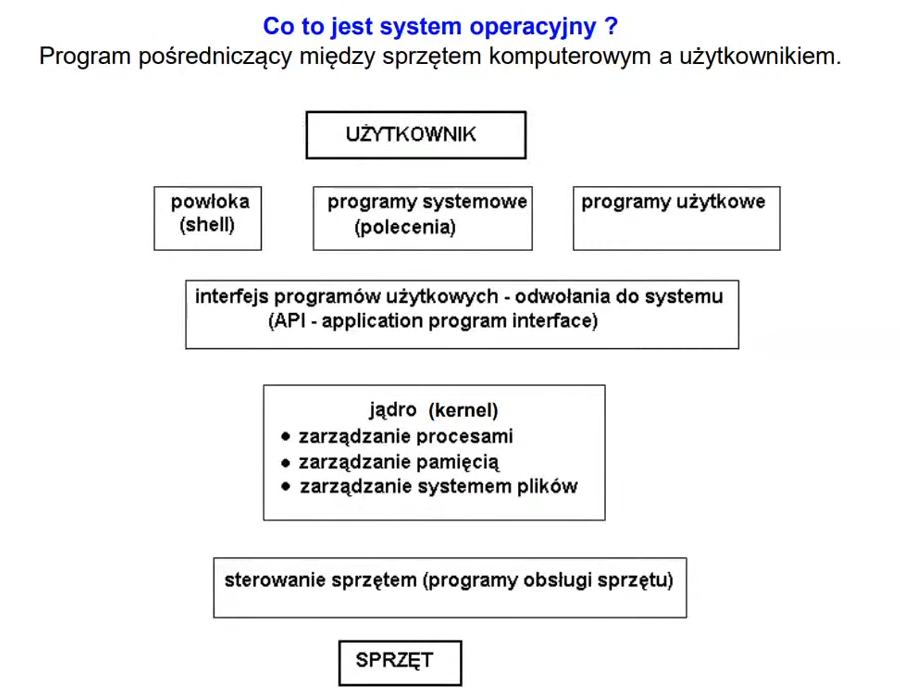 Co to jest system operacyjny ?
Program pośredniczący między sprzętem komputerowym a użytkownikiem.
UŻYTKOWNIK
powłoka
(shell)
programy systemowe
(polecenia)
programy użytkowe
interfejs programów użytkowych - odwołania do systemu
(API - application program interface)
jądro (kernel)
• zarządzanie procesami
• zarządzanie pamięcią
• zarządzanie systemem plików
sterowanie sprzętem (programy obsługi sprzętu)
SPRZĘT